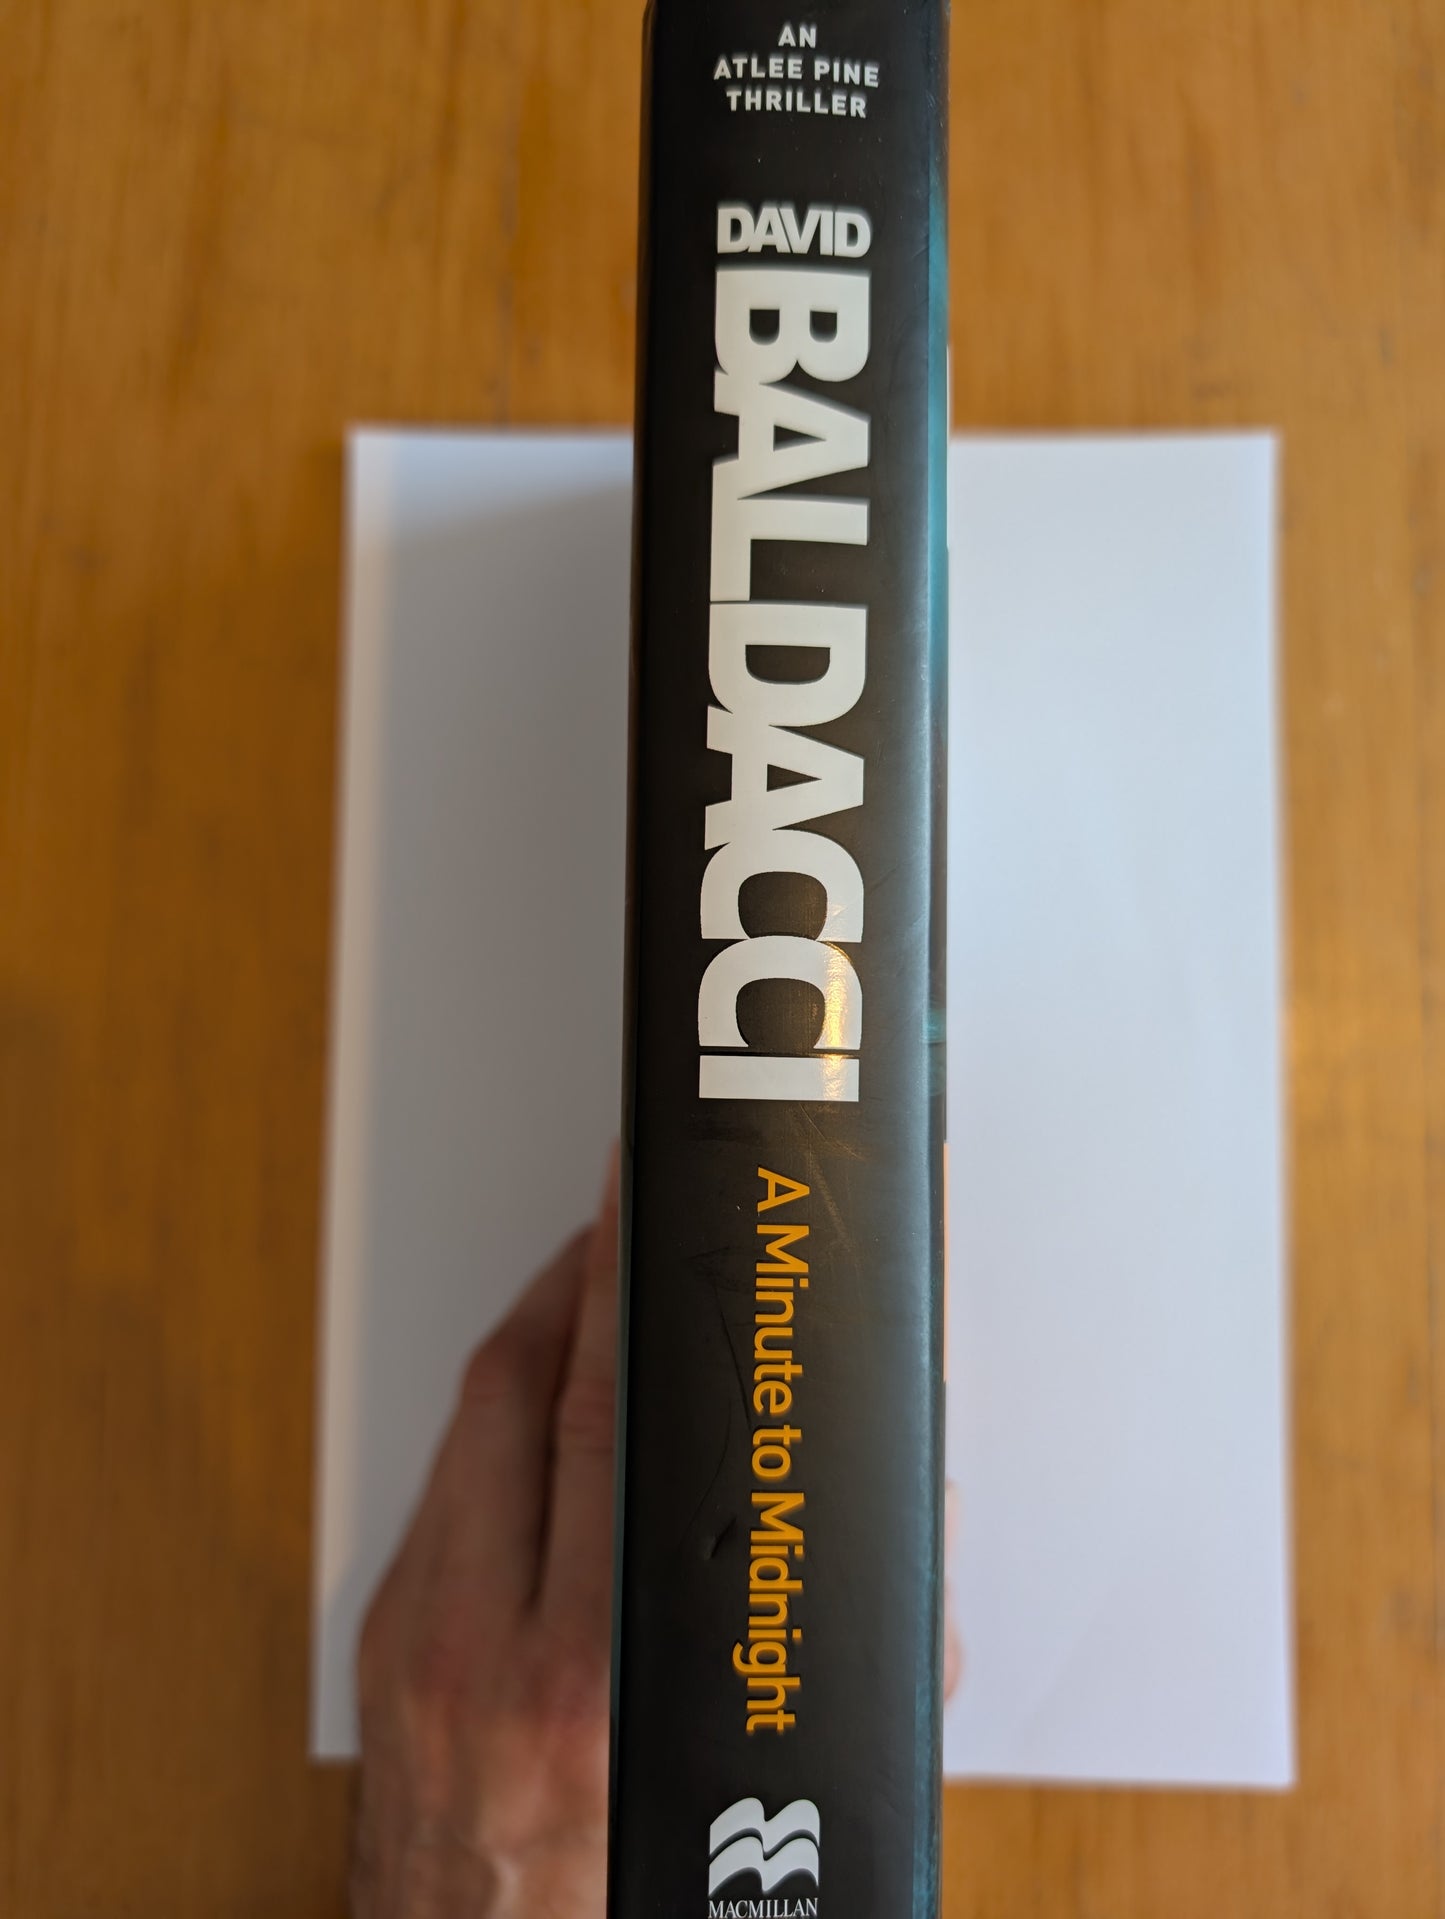 AN
ATLEE PINE
THRILLER
DAVID
BALDACCI
A Minute to Midnight
MACMILLAN